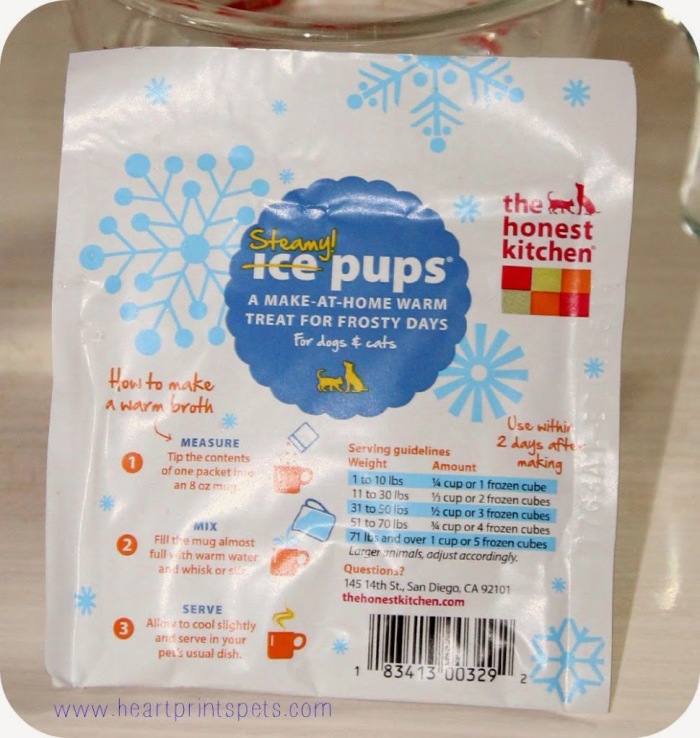 the
honest
kitchen®
Steamy!
ice pups®
A MAKE-AT-HOME WARM
TREAT FOR FROSTY DAYS
For dogs & cats
How to make
a warm broth
1
MEASURE
Tip the contents
of one packet into
an 8 oz mug.
2
MIX
Fill the mug almost
full with warm water
and whisk or stir.
3
SERVE
Allow to cool slightly
and serve in your
pet's usual dish.
Use within
2 days after
making
Serving guidelines
Weight Amount
1 to 10 lbs ¼ cup or 1 frozen cube
11 to 30 lbs ⅓ cup or 2 frozen cubes
31 to 50 lbs ½ cup or 3 frozen cubes
51 to 70 lbs ¾ cup or 4 frozen cubes
71 lbs and over 1 cup or 5 frozen cubes
Larger animals, adjust accordingly.
Questions?
145 14th St., San Diego, CA 92101
thehonestkitchen.com
1 83413 00329 2
www.heartprintspets.com